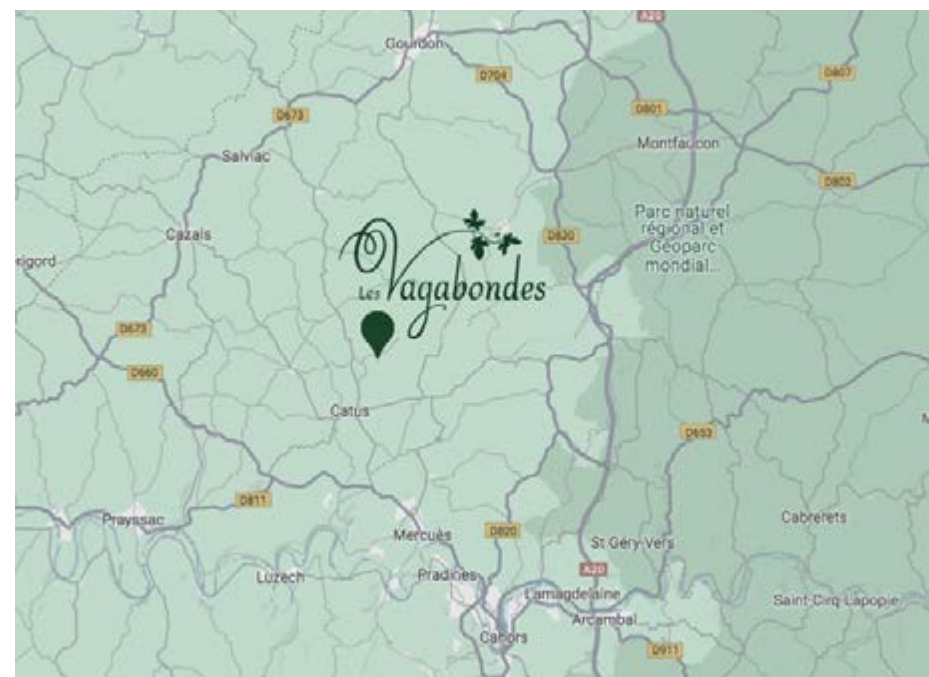 A20
Gourdon
D704
D807
D673
D801
Montfaucon
Salviac
D802
Parc naturel
régional et
Géoparc
mondial...
Cazals
D820
erigord
Les Vagabondes
D673
D660
Catus
D653
D811
Prayssac
Cabrerets
Mercuès
D820
St Géry-Vers
A20
Luzech
Pradines
Lamagdelaine
Saint-Cirq-Lapopie
Arcambal
Cahors
D911